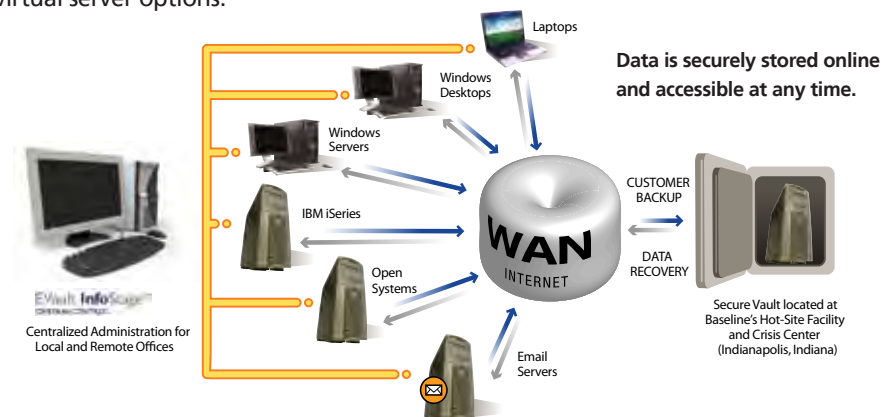 virtual server options.
Laptops
Data is securely stored online
and accessible at any time.
Windows
Desktops
Windows
Servers
IBM iSeries
CUSTOMER
BACKUP
WAN
INTERNET
DATA
RECOVERY
Open
Systems
EVault InfoStage™
Centralized Administration for
Local and Remote Offices
Secure Vault located at
Baseline's Hot-Site Facility
and Crisis Center
(Indianapolis, Indiana)
Email
Servers